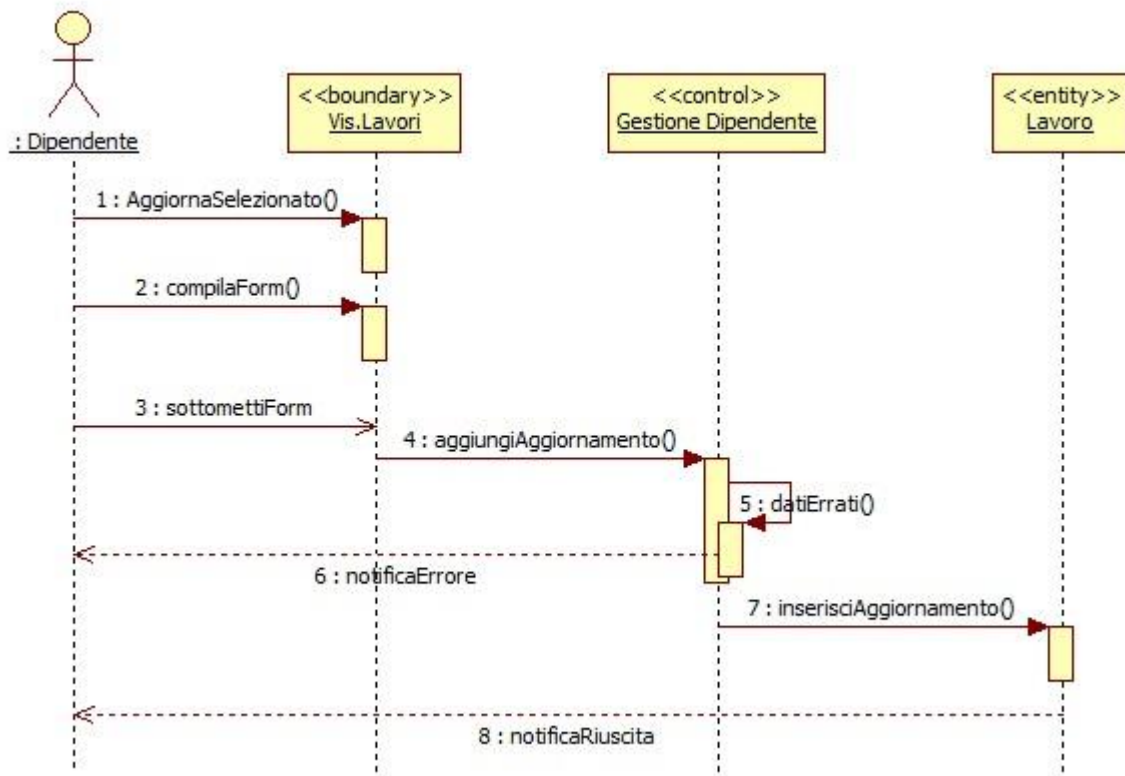 : Dipendente
<<boundary>>
Vis.Lavori
<<control>>
Gestione Dipendente
<<entity>>
Lavoro
1 : AggiornaSelezionato()
2 : compilaForm()
3 : sottomettiForm
4 : aggiungiAggiornamento()
5 : datiErrati()
6 : notificaErrore
7 : inserisciAggiornamento()
8 : notificaRiuscita